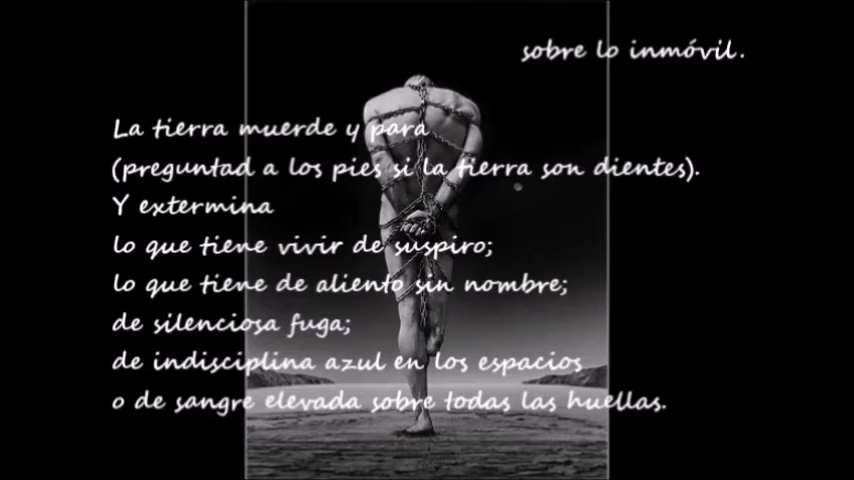 sobre lo inmóvil.
La tierra muerde y para
(preguntad a los pies si la tierra son dientes).
Y extermina
lo que tiene vivir de suspiro;
lo que tiene de aliento sin nombre;
de silenciosa fuga;
de indisciplina azul en los espacios
o de sangre elevada sobre todas las huellas.